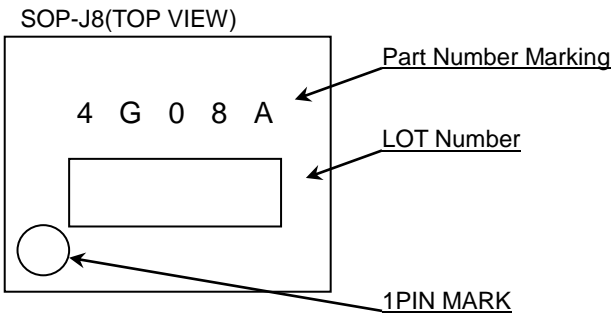 SOP-J8(TOP VIEW)
Part Number Marking
4 G 0 8 A
LOT Number
1PIN MARK